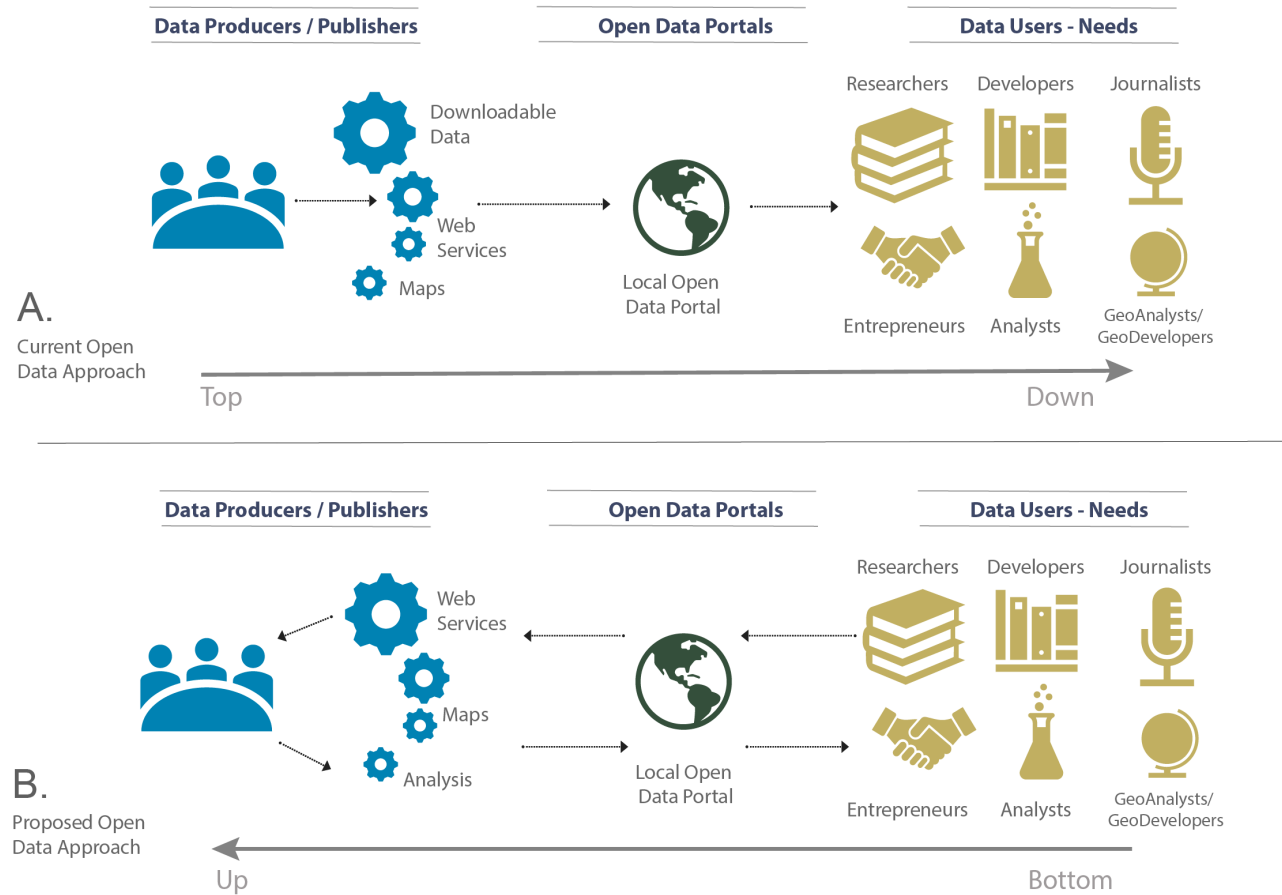 Data Producers / Publishers
Open Data Portals
Data Users - Needs
Researchers
Developers
Journalists
Downloadable
Data
Web
Services
Maps
Local Open
Data Portal
Entrepreneurs
Analysts
GeoAnalysts/
GeoDevelopers
A.
Current Open
Data Approach
Top
Down
Data Producers / Publishers
Open Data Portals
Data Users - Needs
Researchers
Developers
Journalists
Web
Services
Maps
Analysis
Local Open
Data Portal
Entrepreneurs
Analysts
GeoAnalysts/
GeoDevelopers
B.
Proposed Open
Data Approach
Up
Bottom